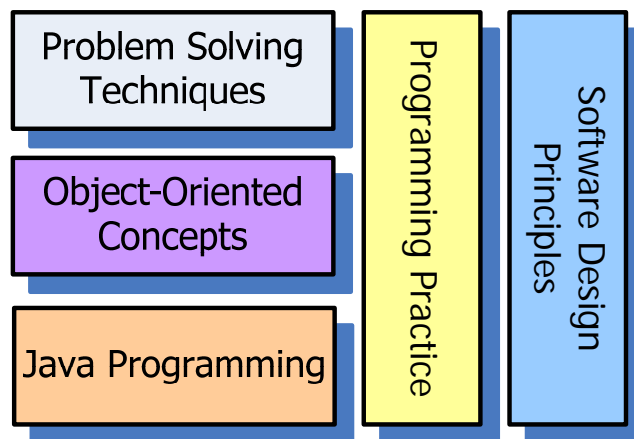 Problem Solving
Techniques
Object-Oriented
Concepts
Java Programming
Programming Practice
Software Design
Principles